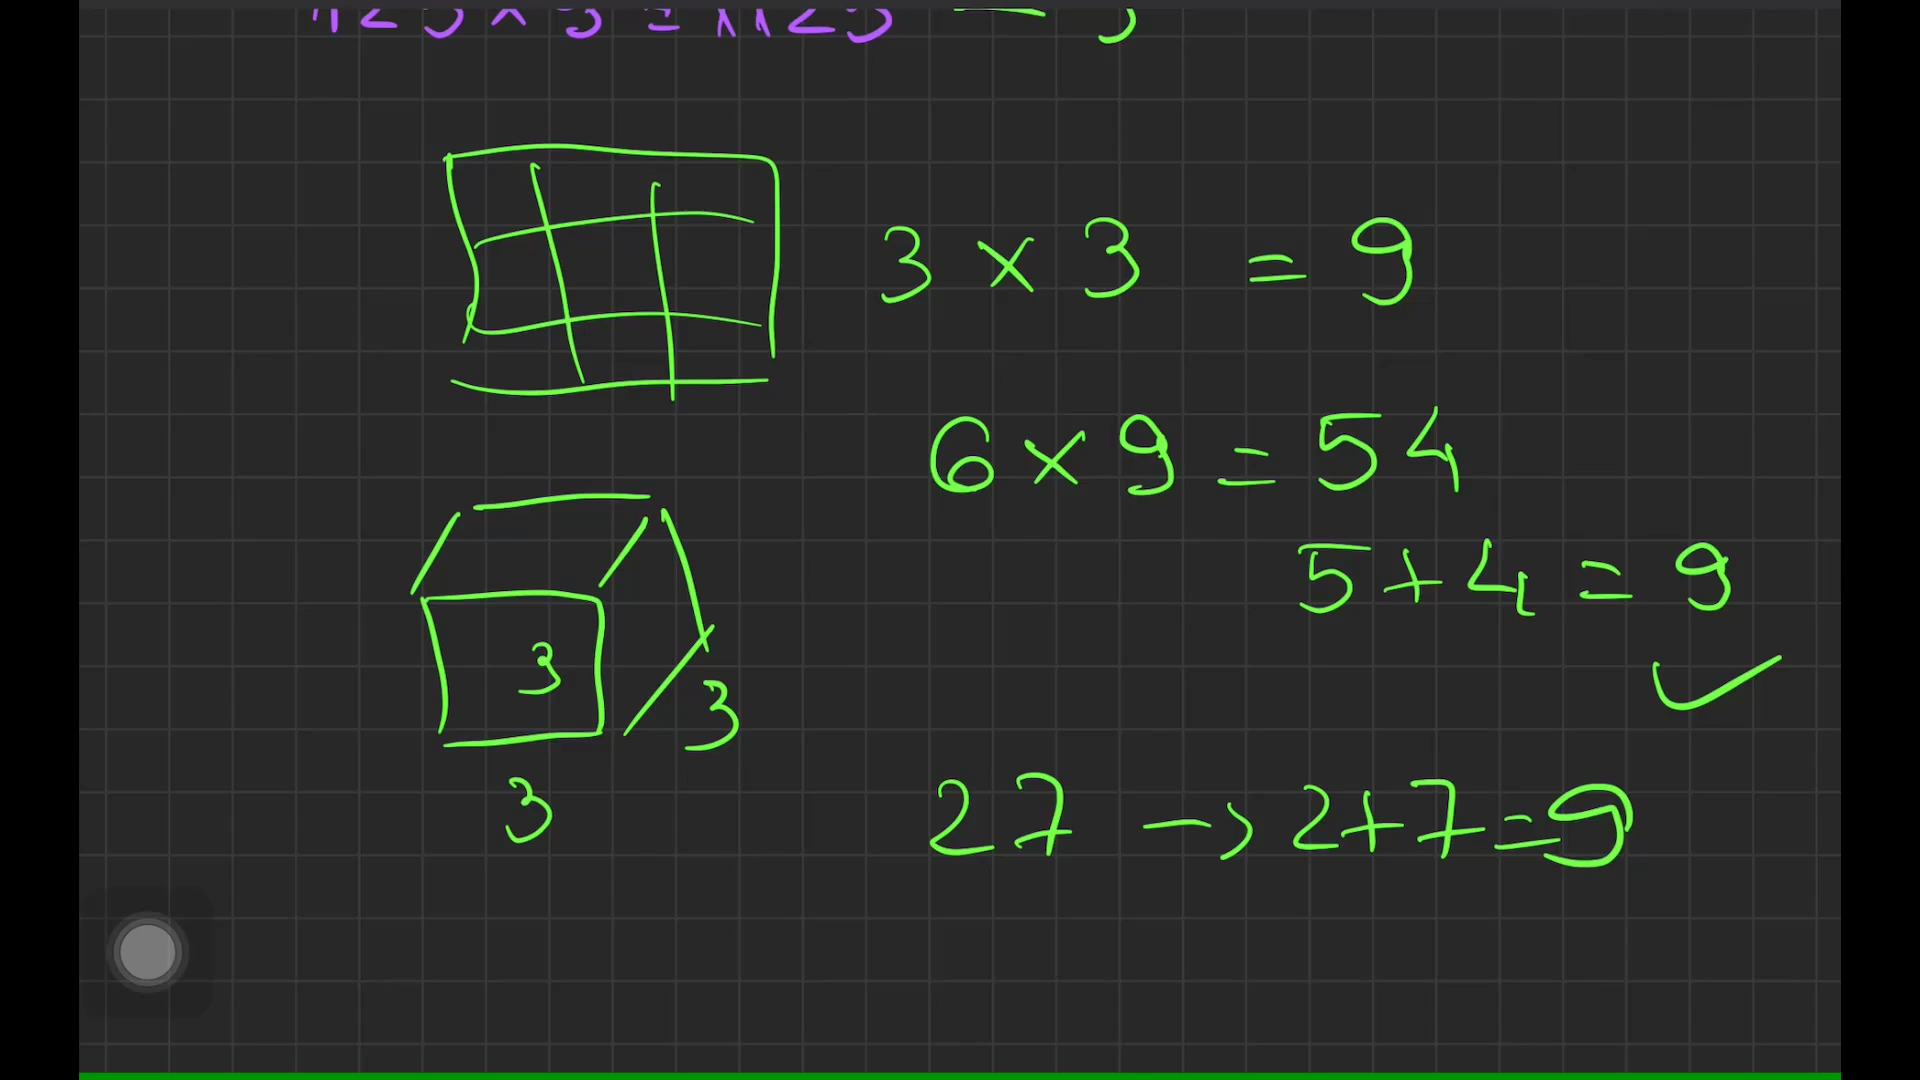 3 × 3 = 9
6 × 9 = 54
5 + 4 = 9
3
3
3
27 → 2+7=9